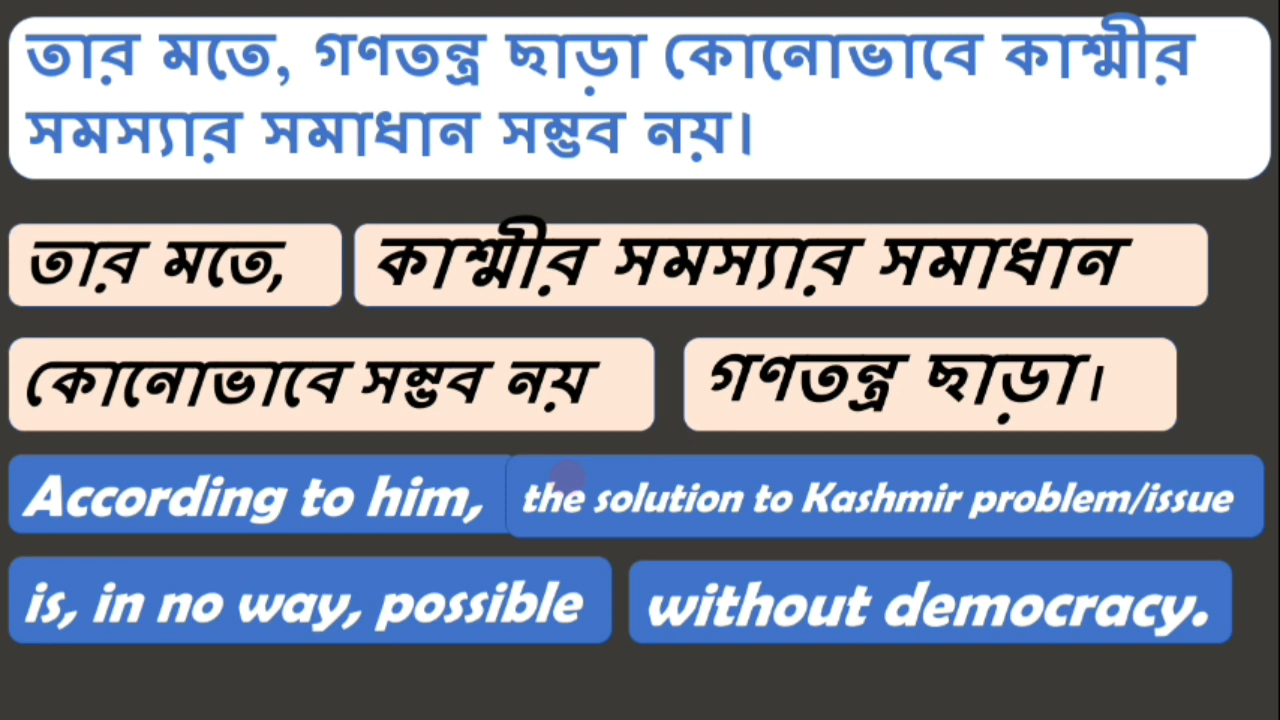 তার মতে, গণতন্ত্র ছাড়া কোনোভাবে কাশ্মীর
সমস্যার সমাধান সম্ভব নয়।
তার মতে, কাশ্মীর সমস্যার সমাধান
কোনোভাবে সম্ভব নয় গণতন্ত্র ছাড়া।
According to him, the solution to Kashmir problem/issue
is, in no way, possible without democracy.